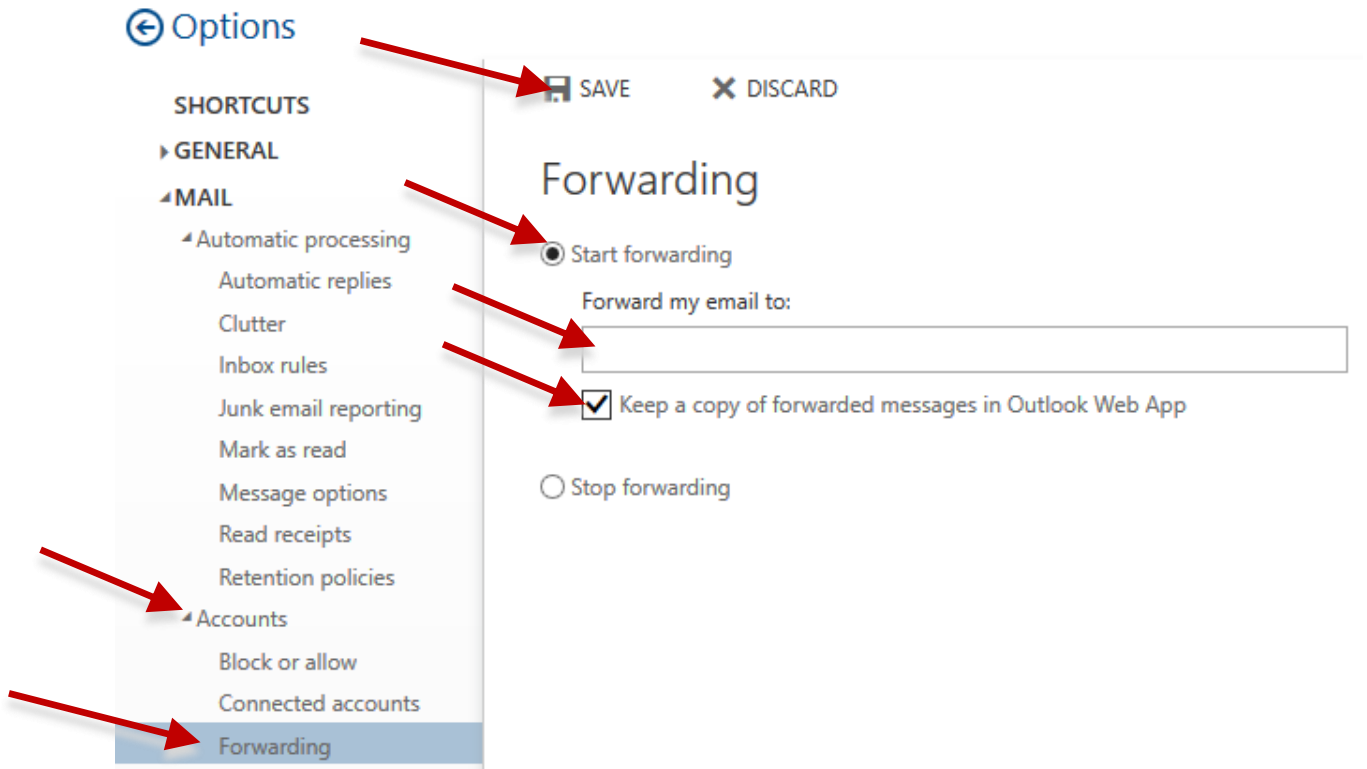 Options
SHORTCUTS
GENERAL
MAIL
Automatic processing
Automatic replies
Clutter
Inbox rules
Junk email reporting
Mark as read
Message options
Read receipts
Retention policies
Accounts
Block or allow
Connected accounts
Forwarding
SAVE DISCARD
Forwarding
Start forwarding
Forward my email to:
Keep a copy of forwarded messages in Outlook Web App
Stop forwarding